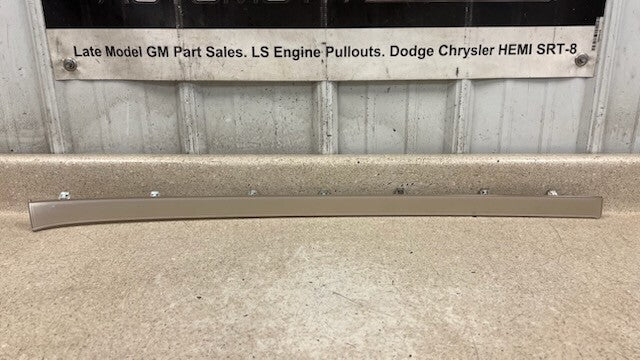 Late Model GM Part Sales. LS Engine Pullouts. Dodge Chrysler HEMI SRT-8